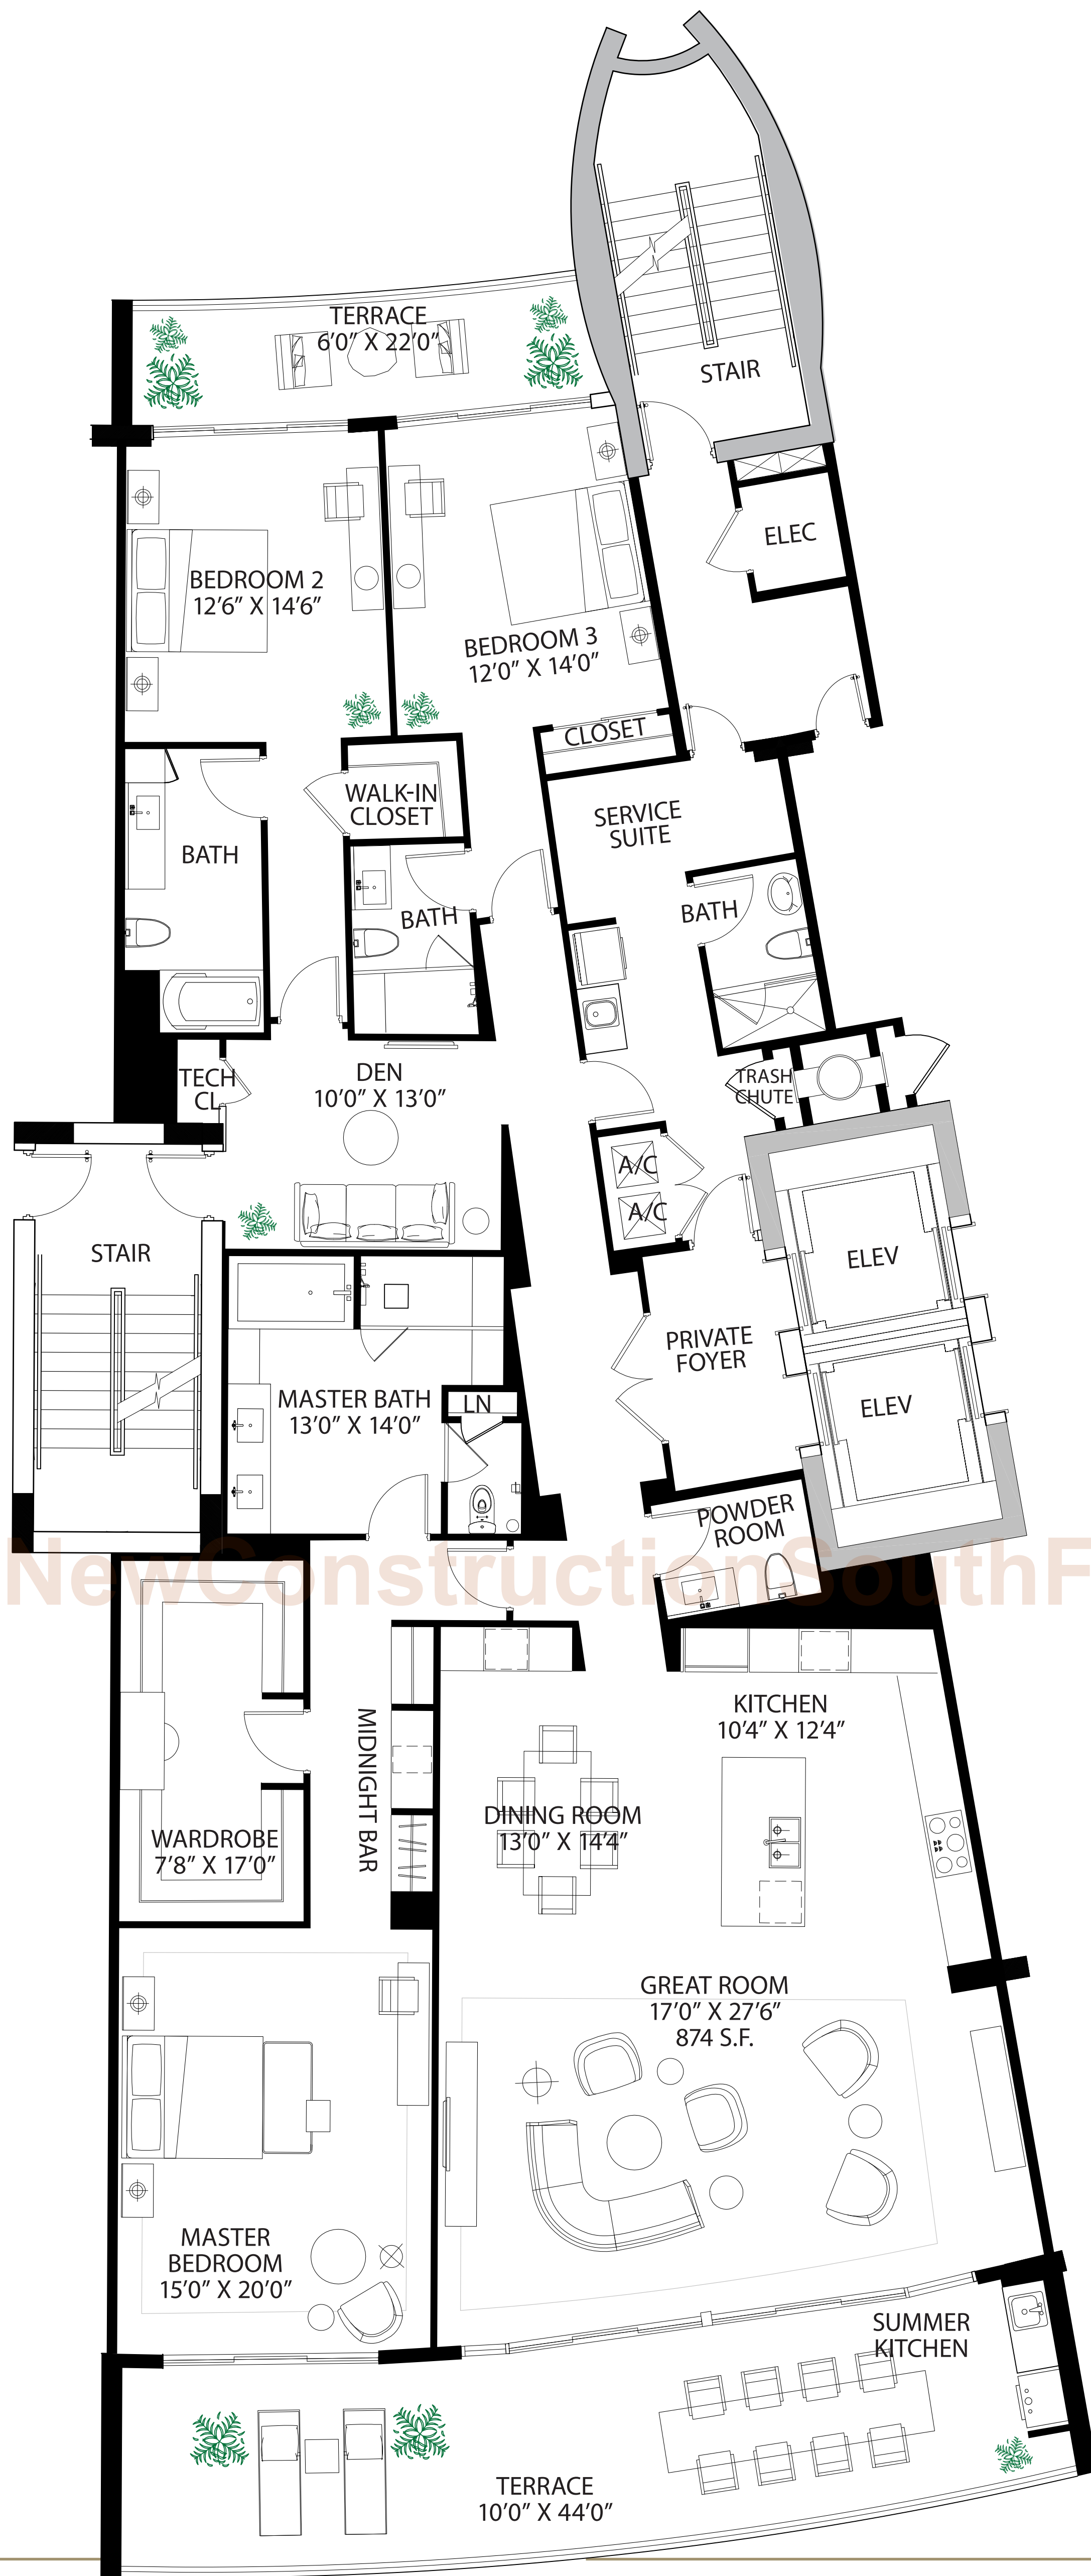 TERRACE
6’0” X 22’0”
STAIR
ELEC
BEDROOM 2
12’6” X 14’6”
BEDROOM 3
12’0” X 14’0”
CLOSET
WALK-IN
CLOSET
SERVICE
SUITE
BATH
BATH
BATH
TECH
CL
DEN
10’0” X 13’0”
TRASH
CHUTE
A/C
A/C
STAIR
ELEV
PRIVATE
FOYER
ELEV
MASTER BATH
13’0” X 14’0”
LN
POWDER
ROOM
NewConstructionSouthF
KITCHEN
10’4” X 12’4”
MIDNIGHT BAR
DINING ROOM
13’0” X 14’4”
WARDROBE
7’8” X 17’0”
GREAT ROOM
17’0” X 27’6”
874 S.F.
MASTER
BEDROOM
15’0” X 20’0”
SUMMER
KITCHEN
TERRACE
10’0” X 44’0”